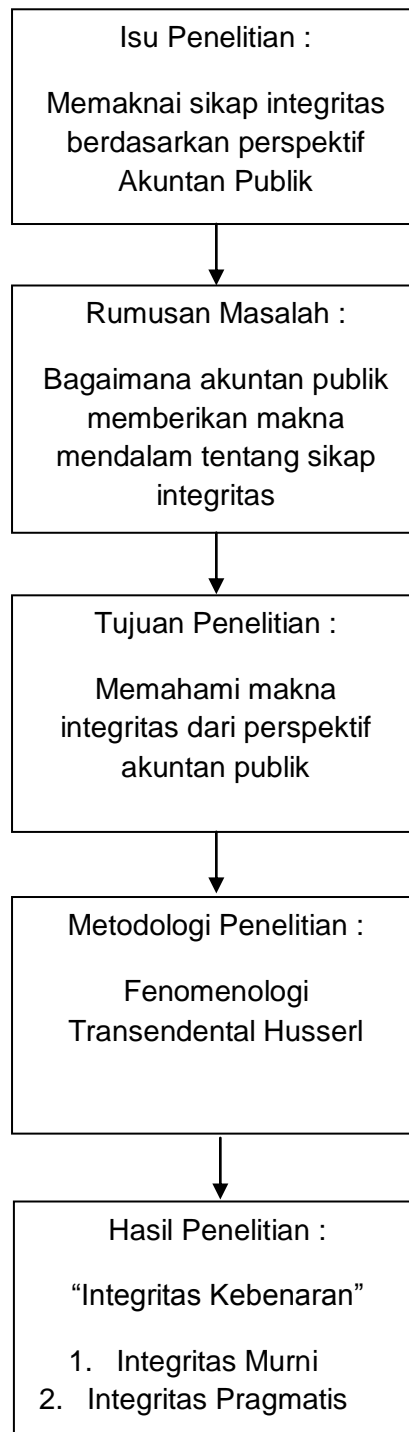 Isu Penelitian :
Memaknai sikap integritas
berdasarkan perspektif
Akuntan Publik
Rumusan Masalah :
Bagaimana akuntan publik
memberikan makna
mendalam tentang sikap
integritas
Tujuan Penelitian :
Memahami makna
integritas dari perspektif
akuntan publik
Metodologi Penelitian :
Fenomenologi
Transendental Husserl
Hasil Penelitian :
“Integritas Kebenaran”
1. Integritas Murni
2. Integritas Pragmatis